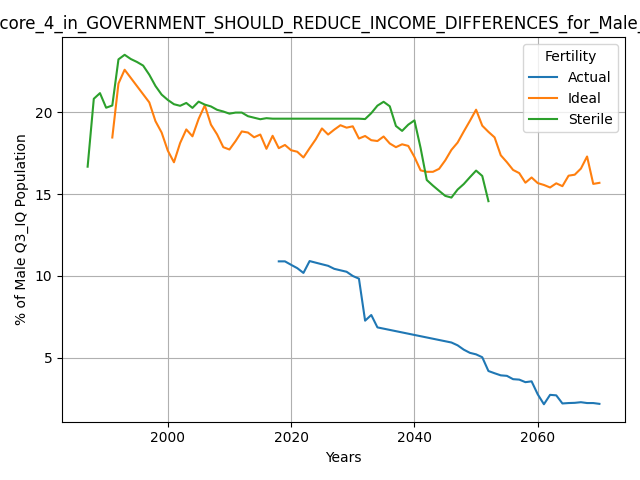 core_4_in_GOVERNMENT_SHOULD_REDUCE_INCOME_DIFFERENCES_for_Male_
Fertility
Actual
Ideal
Sterile
% of Male Q3_IQ Population
20
15
10
5
2000 2020 2040 2060
Years